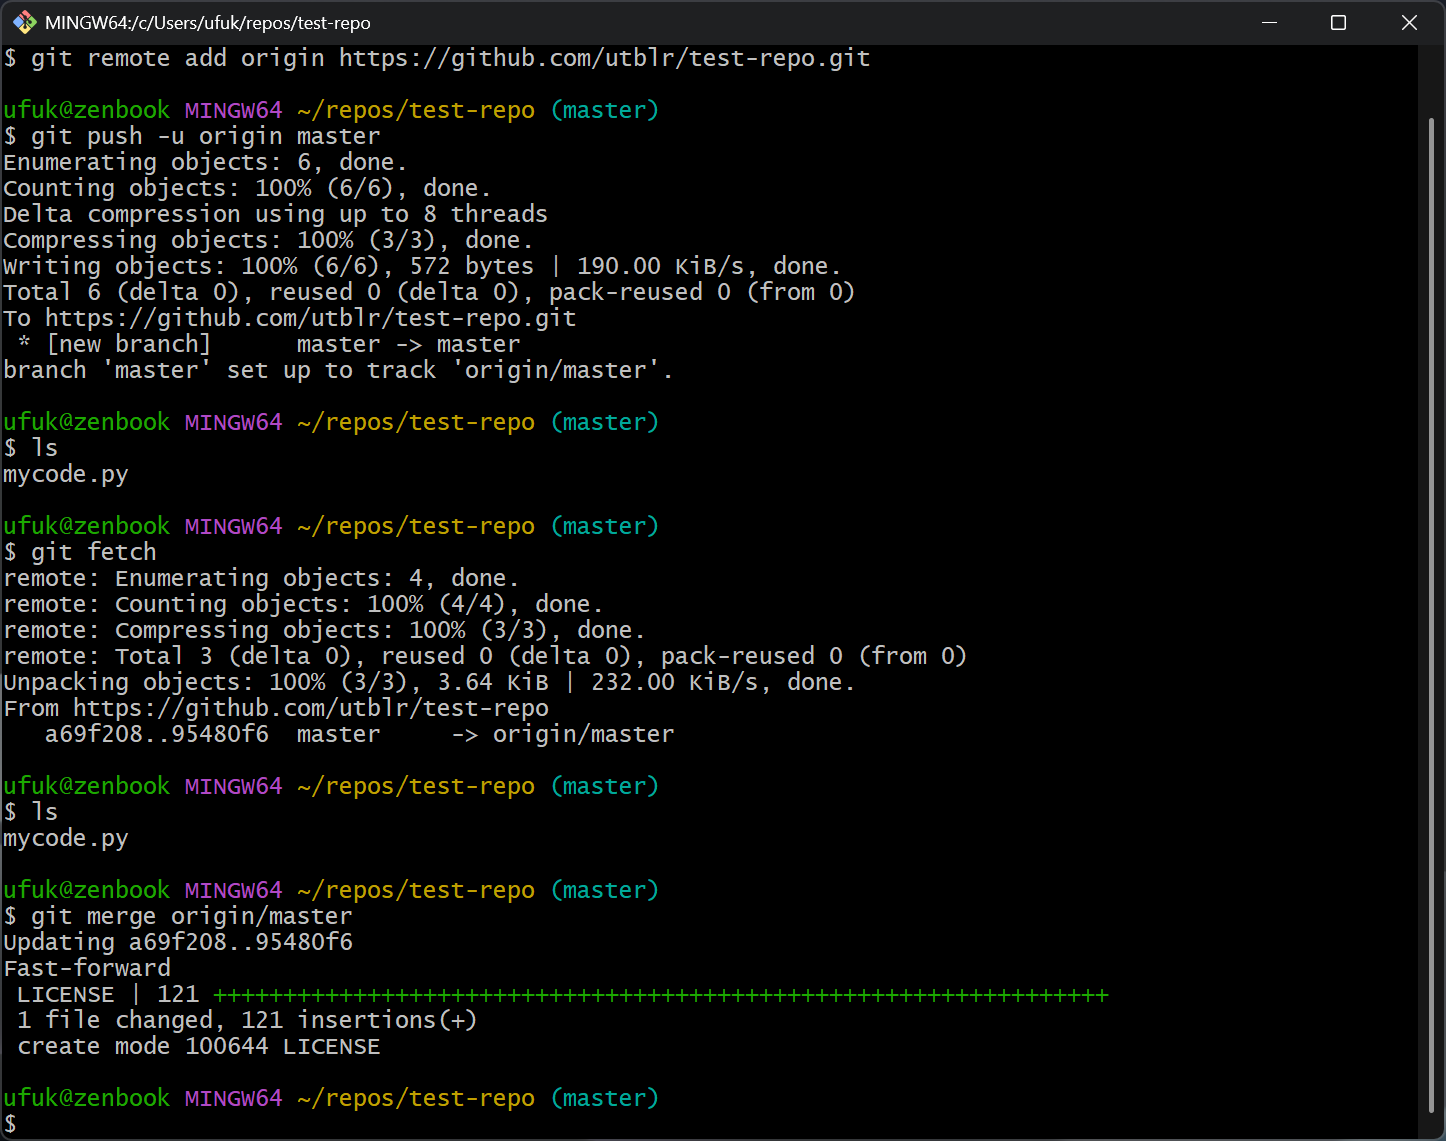 MINGW64:/c/Users/ufuk/repos/test-repo
$ git remote add origin https://github.com/utblr/test-repo.git
ufuk@zenbook MINGW64 ~/repos/test-repo (master)
$ git push -u origin master
Enumerating objects: 6, done.
Counting objects: 100% (6/6), done.
Delta compression using up to 8 threads
Compressing objects: 100% (3/3), done.
Writing objects: 100% (6/6), 572 bytes | 190.00 KiB/s, done.
Total 6 (delta 0), reused 0 (delta 0), pack-reused 0 (from 0)
To https://github.com/utblr/test-repo.git
 * [new branch]      master -> master
branch 'master' set up to track 'origin/master'.
ufuk@zenbook MINGW64 ~/repos/test-repo (master)
$ ls
mycode.py
ufuk@zenbook MINGW64 ~/repos/test-repo (master)
$ git fetch
remote: Enumerating objects: 4, done.
remote: Counting objects: 100% (4/4), done.
remote: Compressing objects: 100% (3/3), done.
remote: Total 3 (delta 0), reused 0 (delta 0), pack-reused 0 (from 0)
Unpacking objects: 100% (3/3), 3.64 KiB | 232.00 KiB/s, done.
From https://github.com/utblr/test-repo
   a69f208..95480f6  master     -> origin/master
ufuk@zenbook MINGW64 ~/repos/test-repo (master)
$ ls
mycode.py
ufuk@zenbook MINGW64 ~/repos/test-repo (master)
$ git merge origin/master
Updating a69f208..95480f6
Fast-forward
 LICENSE | 121 ++++++++++++++++++++++++++++++++++++++++++++++++++++++++++++++++
 1 file changed, 121 insertions(+)
 create mode 100644 LICENSE
ufuk@zenbook MINGW64 ~/repos/test-repo (master)
$